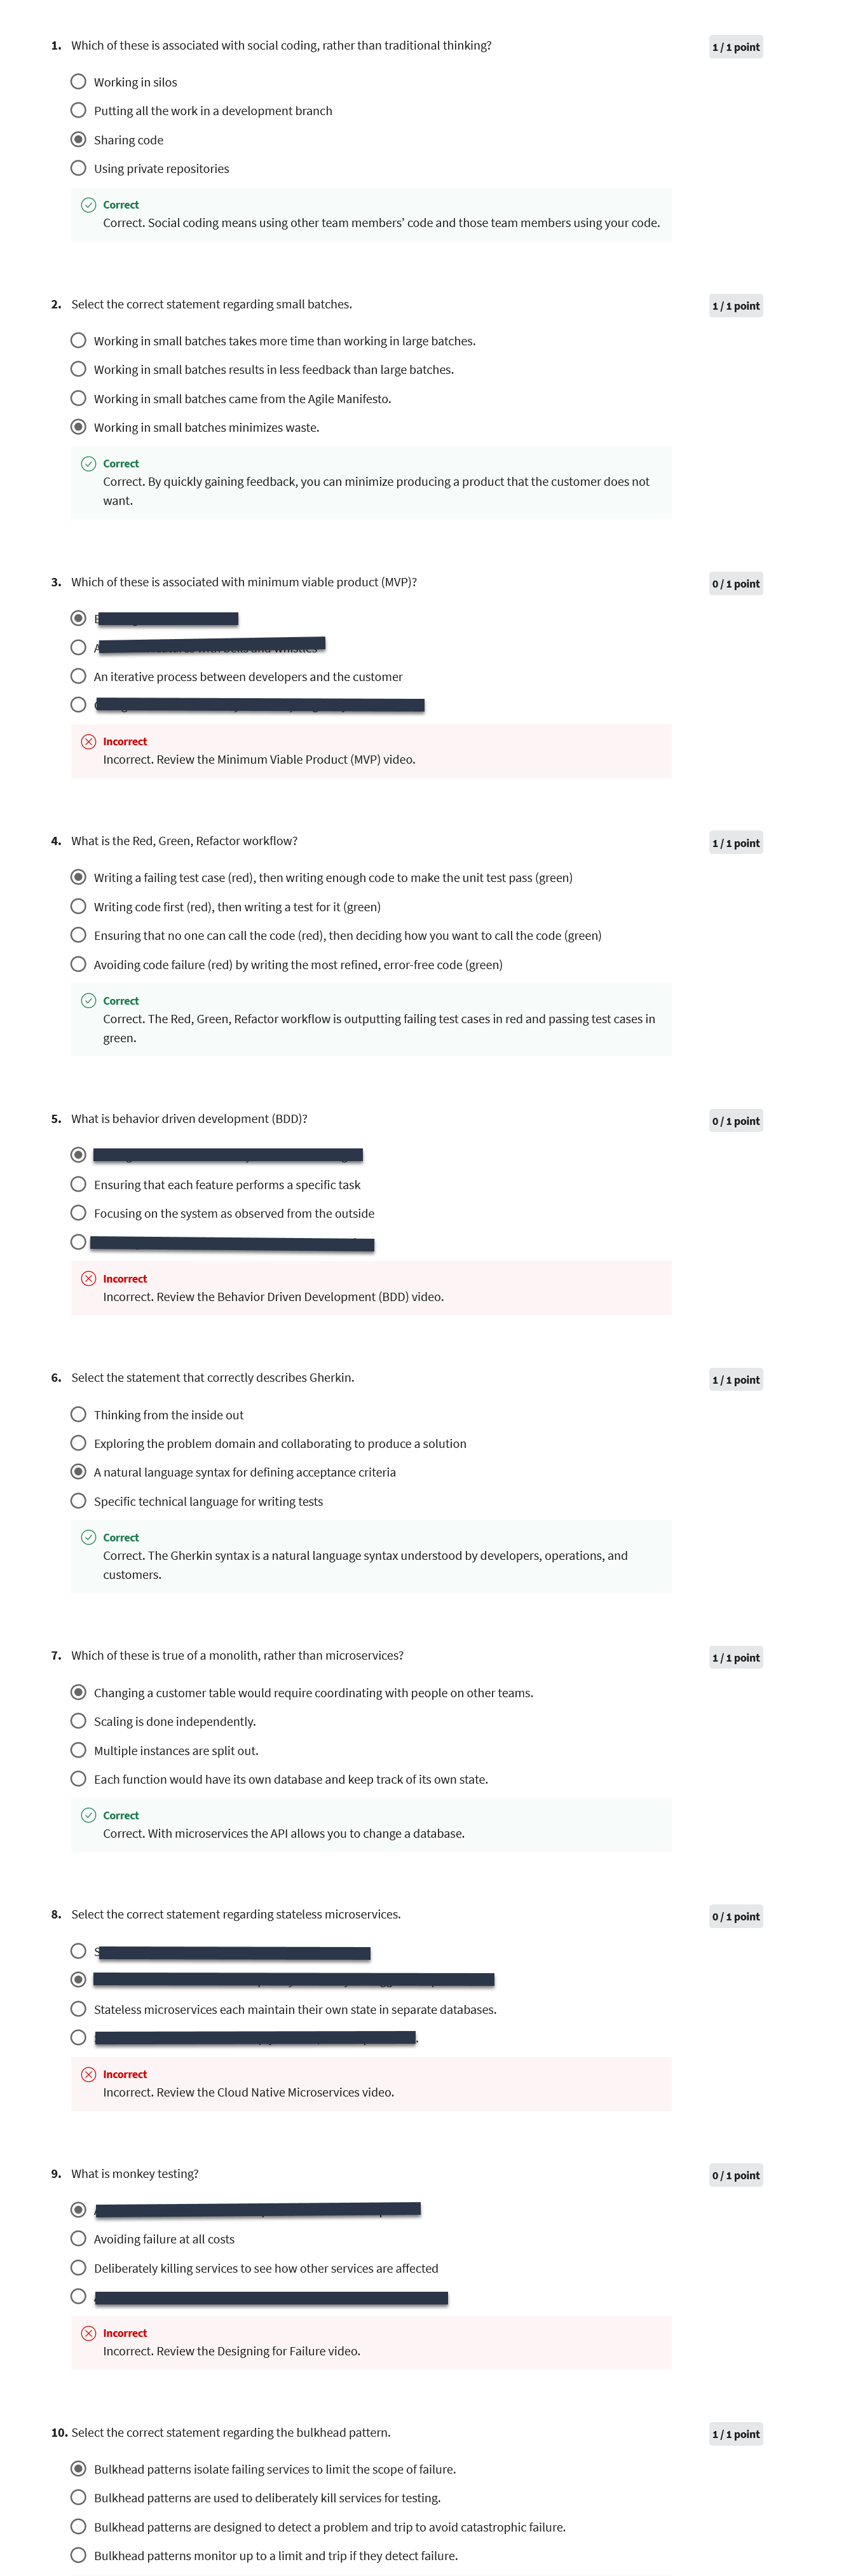 1. Which of these is associated with social coding, rather than traditional thinking?
1 / 1 point
Working in silos
Putting all the work in a development branch
Sharing code
Using private repositories
Correct
Correct. Social coding means using other team members' code and those team members using your code.
2. Select the correct statement regarding small batches.
1 / 1 point
Working in small batches takes more time than working in large batches.
Working in small batches results in less feedback than large batches.
Working in small batches came from the Agile Manifesto.
Working in small batches minimizes waste.
Correct
Correct. By quickly gaining feedback, you can minimize producing a product that the customer does not
want.
3. Which of these is associated with minimum viable product (MVP)?
0 / 1 point
An iterative process between developers and the customer
Incorrect
Incorrect. Review the Minimum Viable Product (MVP) video.
4. What is the Red, Green, Refactor workflow?
1 / 1 point
Writing a failing test case (red), then writing enough code to make the unit test pass (green)
Writing code first (red), then writing a test for it (green)
Ensuring that no one can call the code (red), then deciding how you want to call the code (green)
Avoiding code failure (red) by writing the most refined, error-free code (green)
Correct
Correct. The Red, Green, Refactor workflow is outputting failing test cases in red and passing test cases in
green.
5. What is behavior driven development (BDD)?
0 / 1 point
Ensuring that each feature performs a specific task
Focusing on the system as observed from the outside
Incorrect
Incorrect. Review the Behavior Driven Development (BDD) video.
6. Select the statement that correctly describes Gherkin.
1 / 1 point
Thinking from the inside out
Exploring the problem domain and collaborating to produce a solution
A natural language syntax for defining acceptance criteria
Specific technical language for writing tests
Correct
Correct. The Gherkin syntax is a natural language syntax understood by developers, operations, and
customers.
7. Which of these is true of a monolith, rather than microservices?
1 / 1 point
Changing a customer table would require coordinating with people on other teams.
Scaling is done independently.
Multiple instances are split out.
Each function would have its own database and keep track of its own state.
Correct
Correct. With microservices the API allows you to change a database.
8. Select the correct statement regarding stateless microservices.
0 / 1 point
Stateless microservices each maintain their own state in separate databases.
Incorrect
Incorrect. Review the Cloud Native Microservices video.
9. What is monkey testing?
0 / 1 point
Avoiding failure at all costs
Deliberately killing services to see how other services are affected
Incorrect
Incorrect. Review the Designing for Failure video.
10. Select the correct statement regarding the bulkhead pattern.
1 / 1 point
Bulkhead patterns isolate failing services to limit the scope of failure.
Bulkhead patterns are used to deliberately kill services for testing.
Bulkhead patterns are designed to detect a problem and trip to avoid catastrophic failure.
Bulkhead patterns monitor up to a limit and trip if they detect failure.